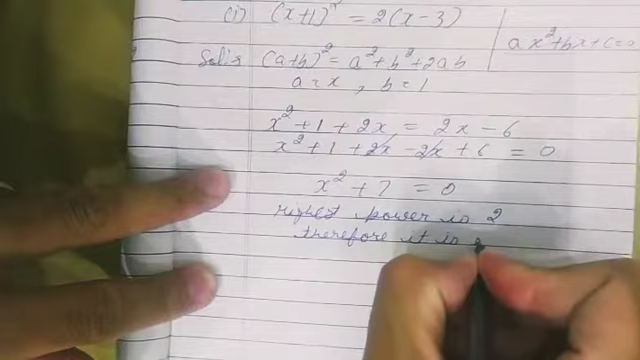 (i) (x+1)² = 2(x-3)
ax²+bx+c=0
Solⁿ: (a+b)² = a²+b²+2ab
a=x, b=1
x²+1+2x = 2x-6
x²+1+2x-2x+6 = 0
x²+7 = 0
Highest power is 2
therefore it is